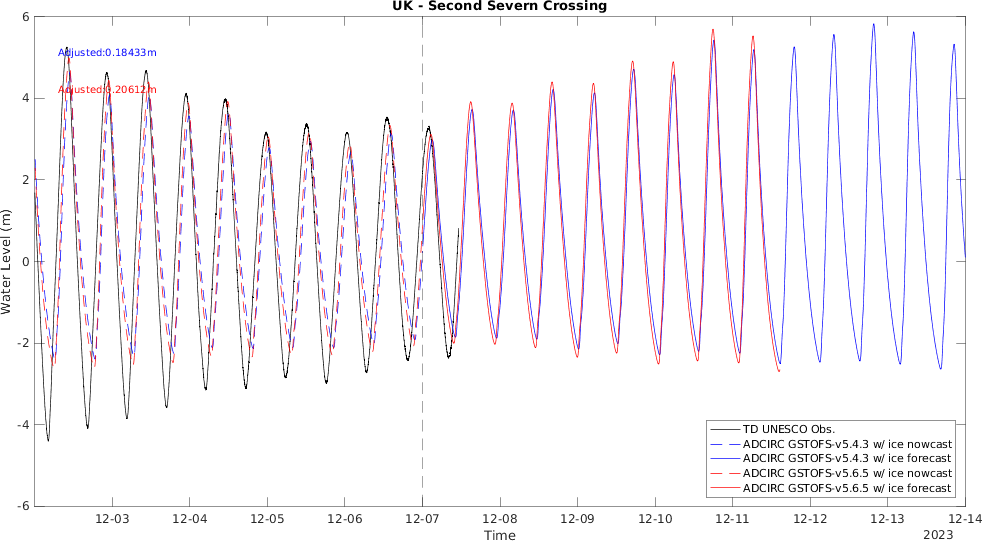 UK - Second Severn Crossing
6
4
2
0
-2
-4
-6
Water Level (m)
Adjusted:0.18433m
Adjusted:0.20612m
TD UNESCO Obs.
ADCIRC GSTOFS-v5.4.3 w/ ice nowcast
ADCIRC GSTOFS-v5.4.3 w/ ice forecast
ADCIRC GSTOFS-v5.6.5 w/ ice nowcast
ADCIRC GSTOFS-v5.6.5 w/ ice forecast
12-03 12-04 12-05 12-06 12-07 12-08 12-09 12-10 12-11 12-12 12-13 12-14
Time
2023